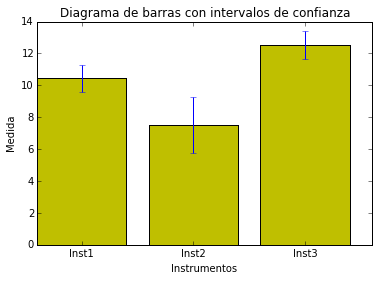 Diagrama de barras con intervalos de confianza
14
12
10
8
6
4
2
0
Medida
Inst1 Inst2 Inst3
Instrumentos